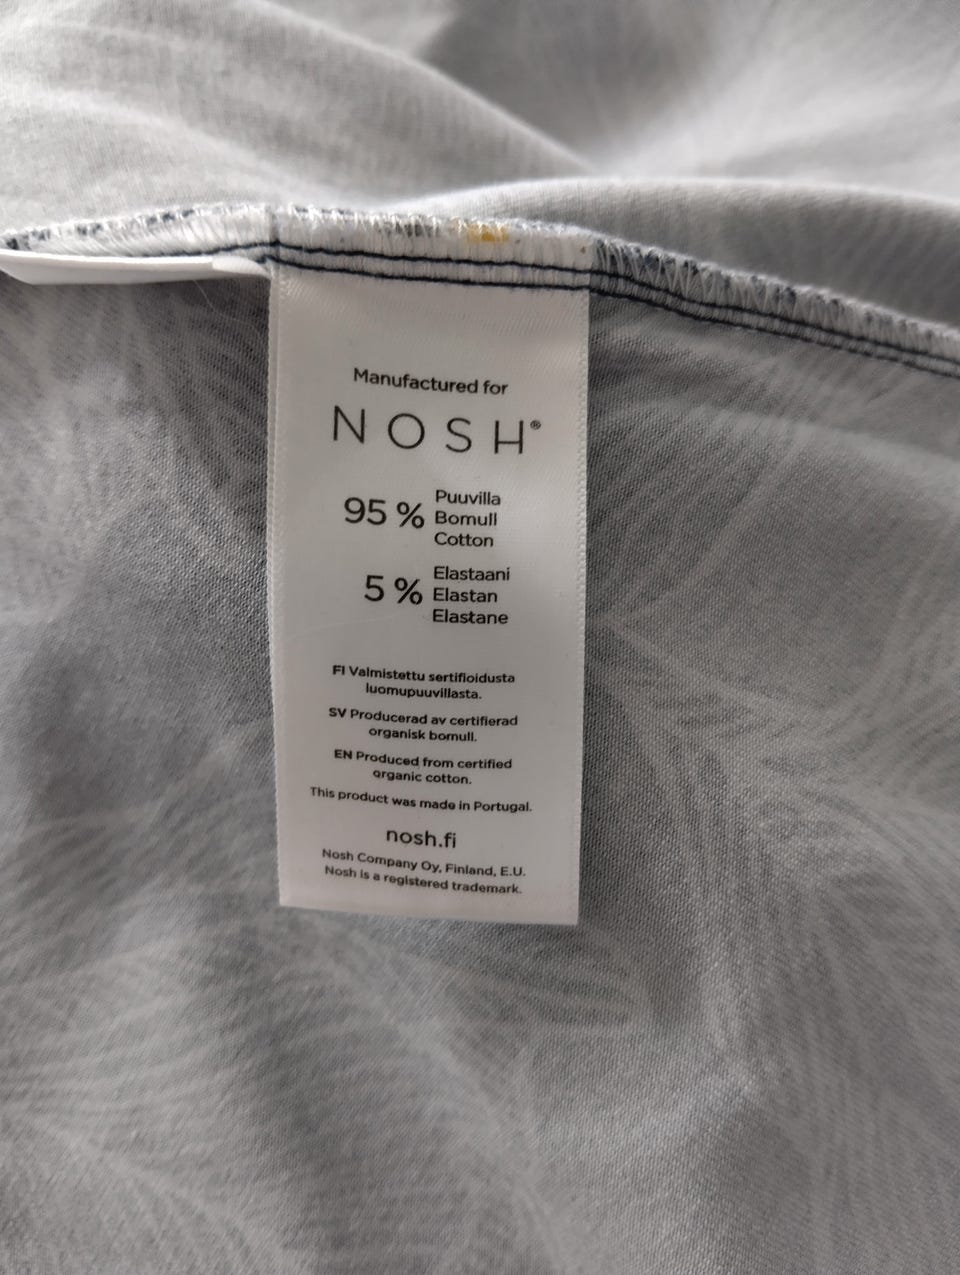 Manufactured for
NOSH®
95 % Puuvilla
Bomull
Cotton
5 % Elastaani
Elastan
Elastane
FI Valmistettu sertifioidusta
luomupuuvillasta.
SV Producerad av certifierad
organisk bomull.
EN Produced from certified
organic cotton.
This product was made in Portugal.
nosh.fi
Nosh Company Oy, Finland, E.U.
Nosh is a registered trademark.